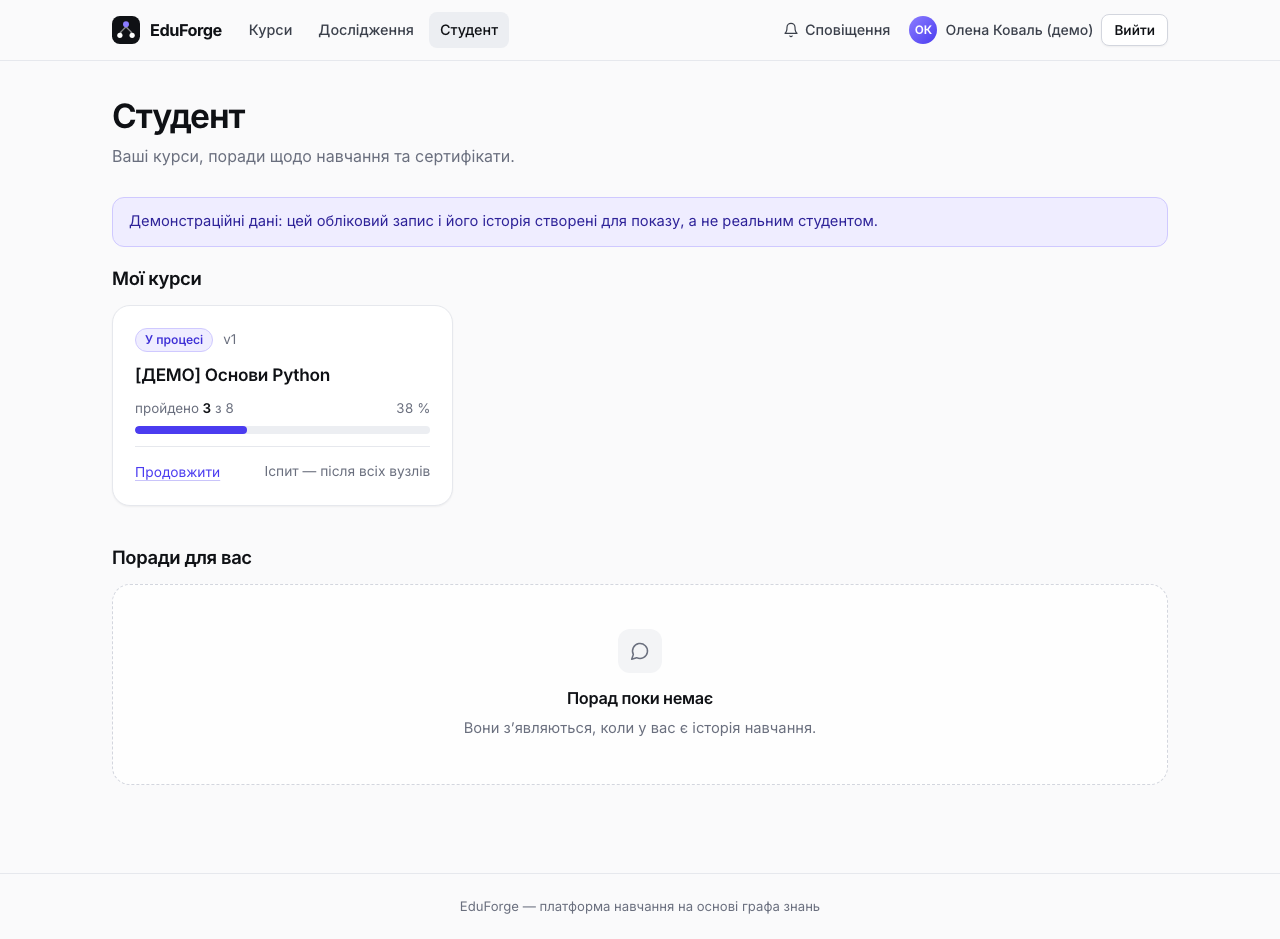 EduForge Курси Дослідження Студент Сповіщення ОК Олена Коваль (демо) Вийти
Студент
Ваші курси, поради щодо навчання та сертифікати.
Демонстраційні дані: цей обліковий запис і його історія створені для показу, а не реальним студентом.
Мої курси
У процесі v1
[ДЕМО] Основи Python
пройдено 3 з 8 38 %
Продовжити Іспит — після всіх вузлів
Поради для вас
Порад поки немає
Вони з’являються, коли у вас є історія навчання.
EduForge — платформа навчання на основі графа знань